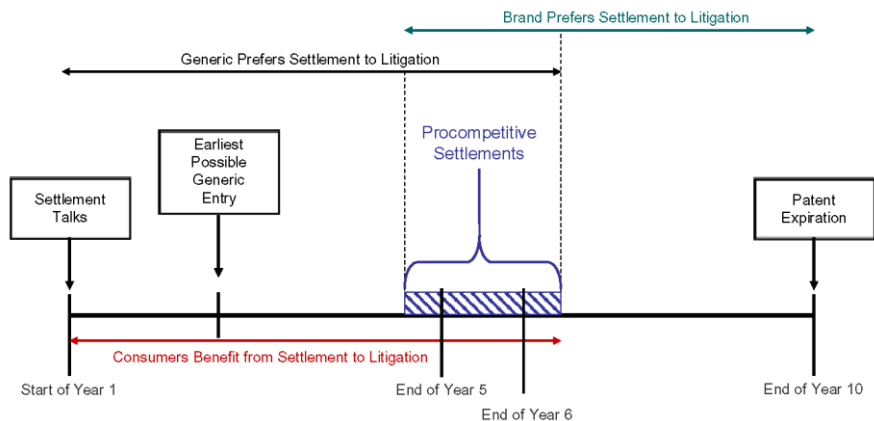 Brand Prefers Settlement to Litigation
Generic Prefers Settlement to Litigation
Procompetitive
Settlements
Earliest
Possible
Generic
Entry
Settlement
Talks
Patent
Expiration
Consumers Benefit from Settlement to Litigation
Start of Year 1
End of Year 5
End of Year 10
End of Year 6